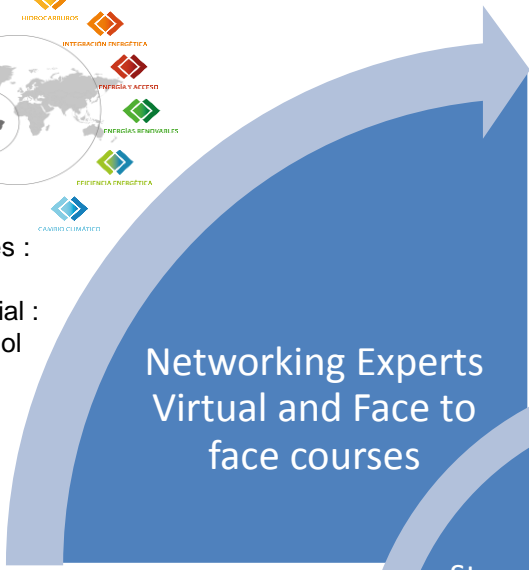 HIDROCARBUROS
INTEGRACIÓN ENERGÉTICA
ENERGÍA Y ACCESO
ENERGÍAS RENOVABLES
EFICIENCIA ENERGÉTICA
CAMBIO CLIMÁTICO
es :
ial :
ol
Networking Experts
Virtual and Face to
face courses